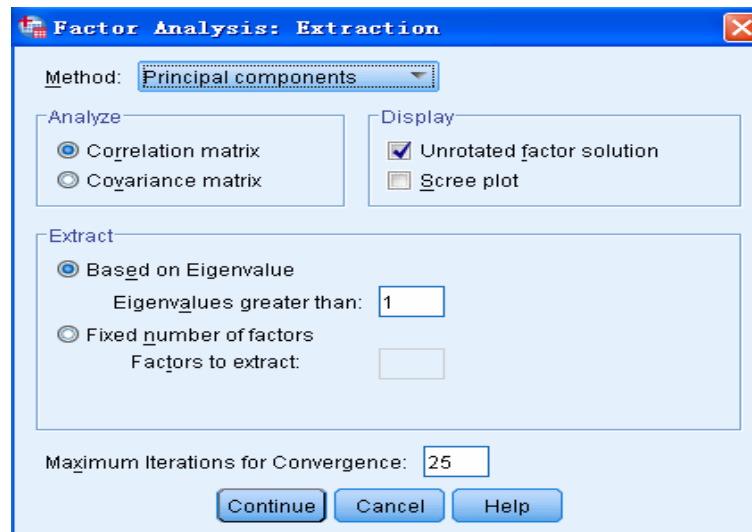 Factor Analysis: Extraction
Method: Principal components
Analyze
Correlation matrix
Covariance matrix
Display
Unrotated factor solution
Scree plot
Extract
Based on Eigenvalue
Eigenvalues greater than: 1
Fixed number of factors
Factors to extract:
Maximum Iterations for Convergence: 25
Continue Cancel Help